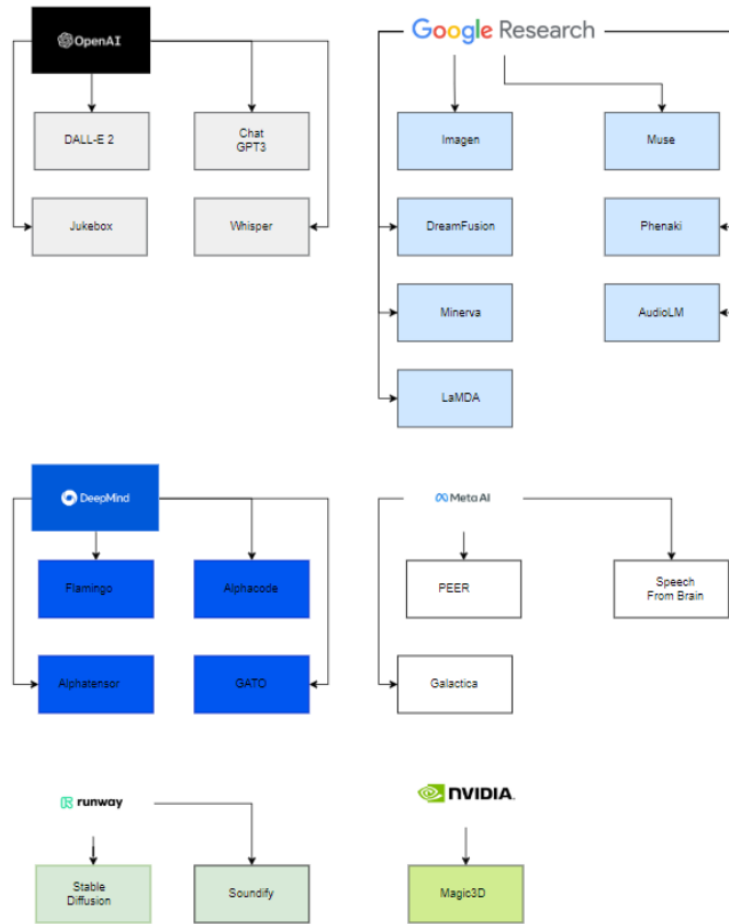 OpenAI
DALL-E 2
Chat
GPT3
Jukebox
Whisper
Google Research
Imagen
Muse
DreamFusion
Phenaki
Minerva
AudioLM
LaMDA
DeepMind
Flamingo
Alphacode
Alphatensor
GATO
Meta AI
PEER
Speech
From Brain
Galactica
runway
Stable
Diffusion
Soundify
NVIDIA.
Magic3D